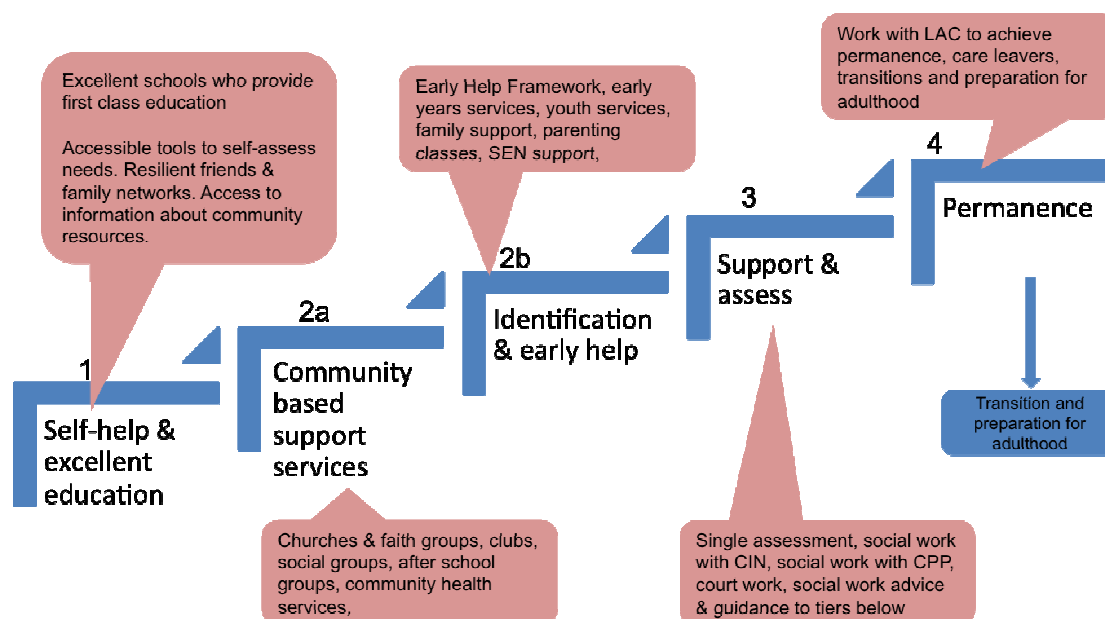 Excellent schools who provide
first class education
Accessible tools to self-assess
needs. Resilient friends &
family networks. Access to
information about community
resources.
1
Self-help &
excellent
education
2a
Community
based
support
services
Churches & faith groups, clubs,
social groups, after school
groups, community health
services,
Early Help Framework, early
years services, youth services,
family support, parenting
classes, SEN support,
2b
Identification
& early help
3
Support &
assess
Single assessment, social work
with CIN, social work with CPP,
court work, social work advice
& guidance to tiers below
Work with LAC to achieve
permanence, care leavers,
transitions and preparation for
adulthood
4
Permanence
Transition and
preparation for
adulthood